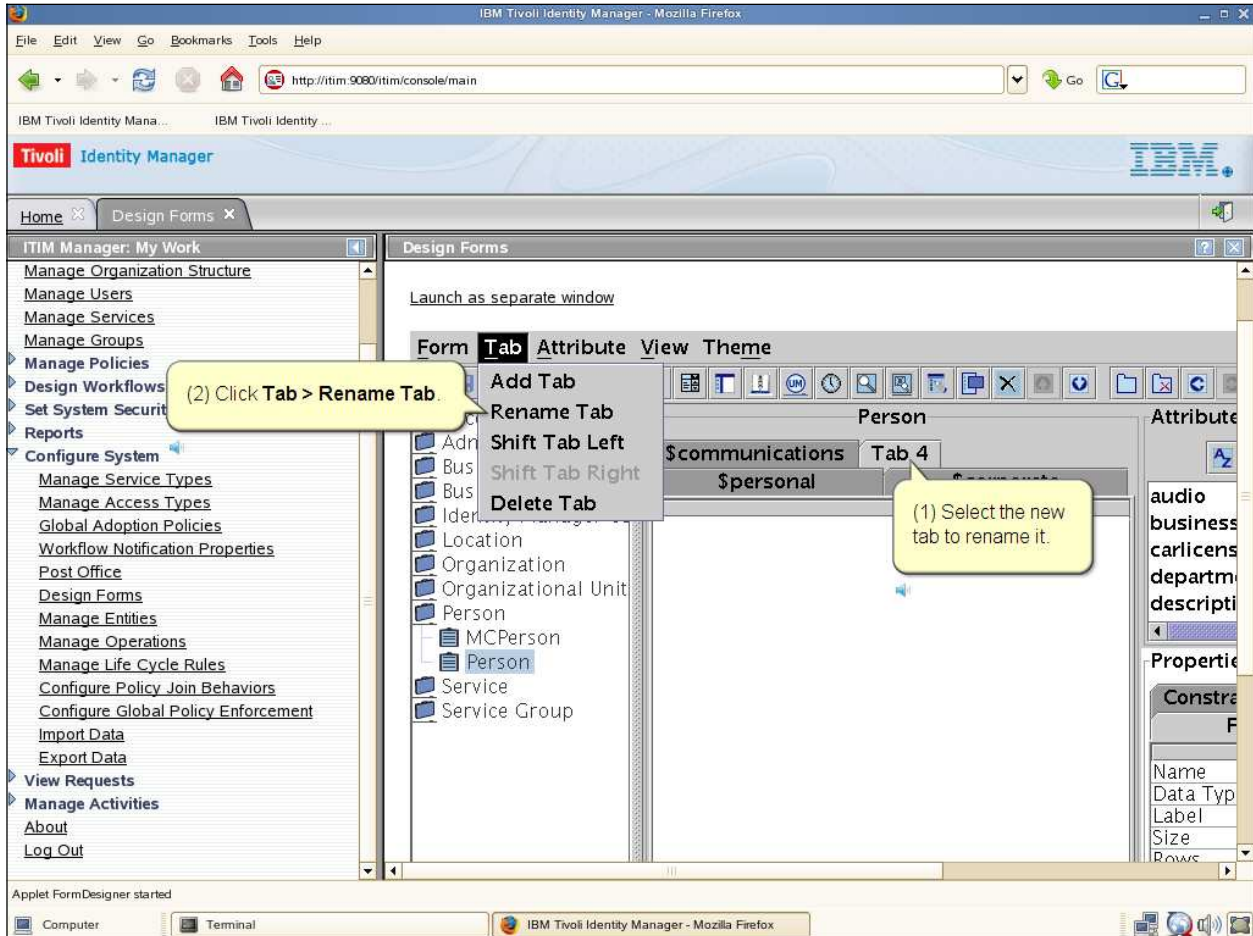 IBM Tivoli Identity Manager - Mozilla Firefox
File Edit View Go Bookmarks Tools Help
http://itim:9080/itim/console/main
Go
IBM Tivoli Identity Mana...
IBM Tivoli Identity ...
Tivoli Identity Manager
IBM
Home
Design Forms
ITIM Manager: My Work
Manage Organization Structure
Manage Users
Manage Services
Manage Groups
Manage Policies
Design Workflows
Set System Securit
Reports
Configure System
Manage Service Types
Manage Access Types
Global Adoption Policies
Workflow Notification Properties
Post Office
Design Forms
Manage Entities
Manage Operations
Manage Life Cycle Rules
Configure Policy Join Behaviors
Configure Global Policy Enforcement
Import Data
Export Data
View Requests
Manage Activities
About
Log Out
Design Forms
Launch as separate window
Form Tab Attribute View Theme
Add Tab
Rename Tab
Shift Tab Left
Shift Tab Right
Delete Tab
(2) Click Tab > Rename Tab.
Adn
Bus
Bus
Location
Organization
Organizational Unit
Person
MCPerson
Person
Service
Service Group
Person
$communications
Tab 4
$personal
(1) Select the new
tab to rename it.
Attribute
audio
business
carlicens
departm
descripti
Propertie
Constra
F
Name
Data Typ
Label
Size
Rows
Applet FormDesigner started
Computer
Terminal
IBM Tivoli Identity Manager - Mozilla Firefox